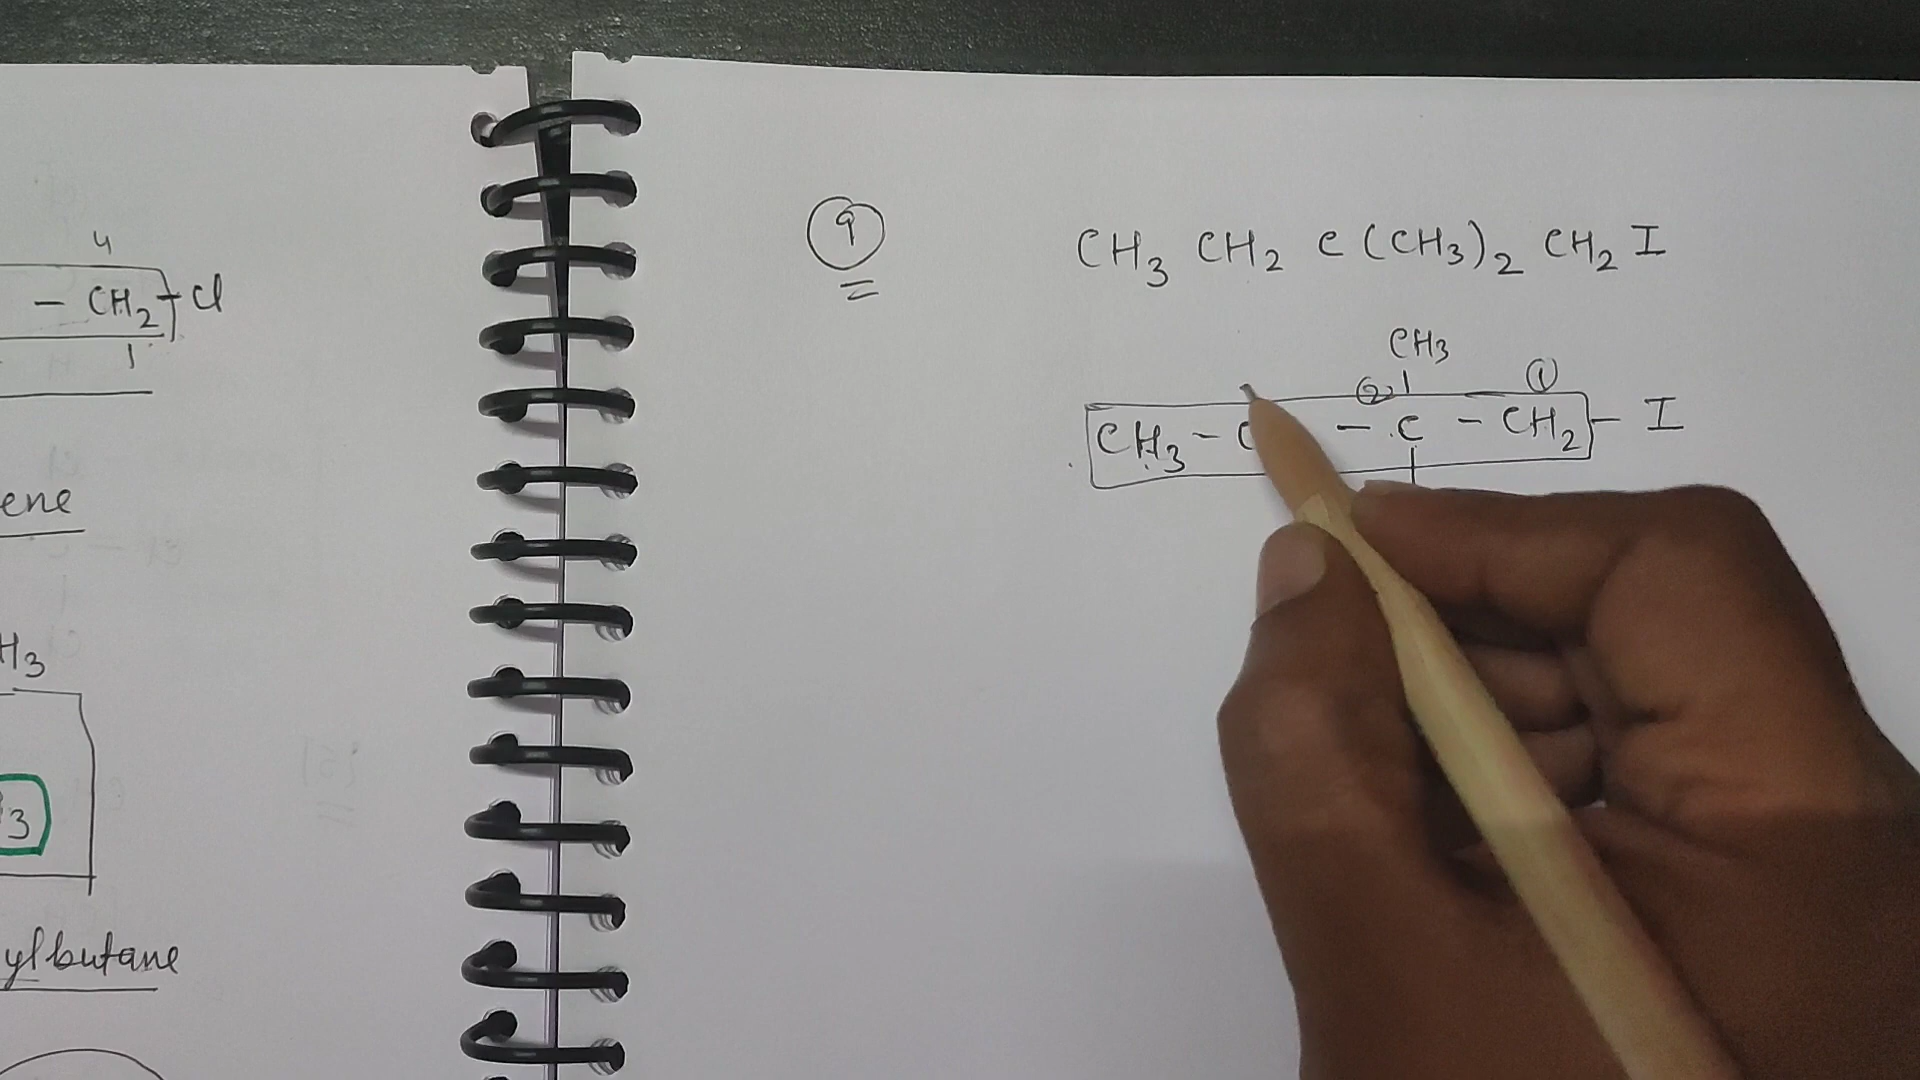 4
- CH2 - Cl
1
ene
H3
3
ylbutane
9
CH3 CH2 C (CH3)2 CH2 I
CH3
2 1
CH3 - C - C - CH2 - I